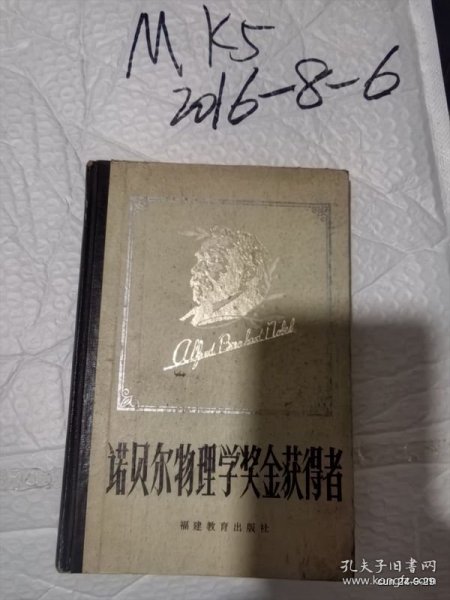 M K5
2016-8-6
Alfred Bernhard Nobel
诺贝尔物理学奖金获得者
福建教育出版社
孔夫子旧书网